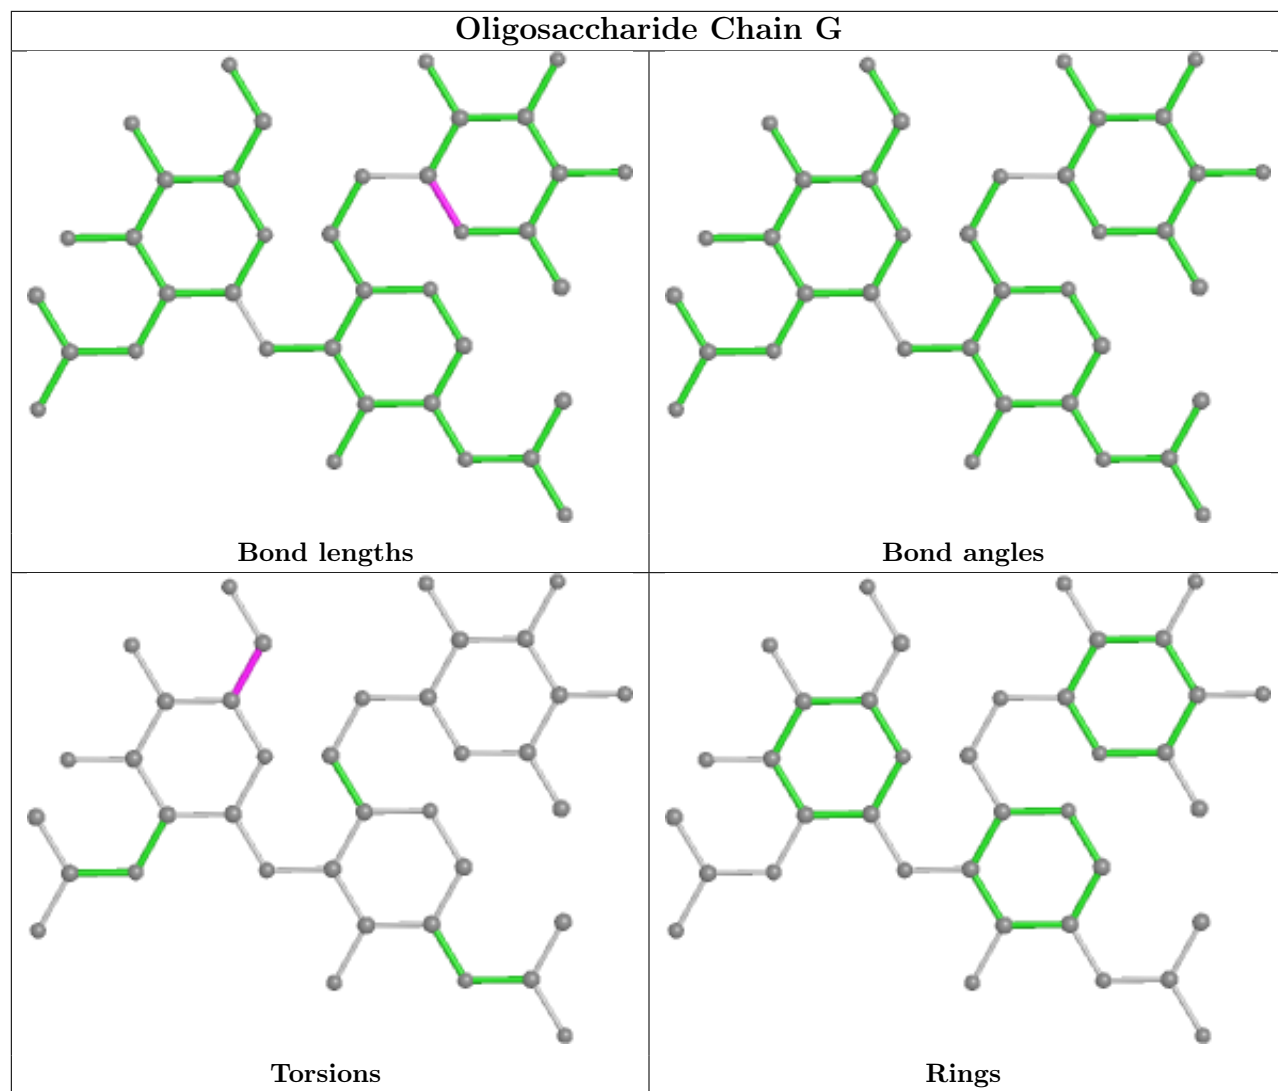 Oligosaccharide Chain G
Bond lengths
Bond angles
Torsions
Rings